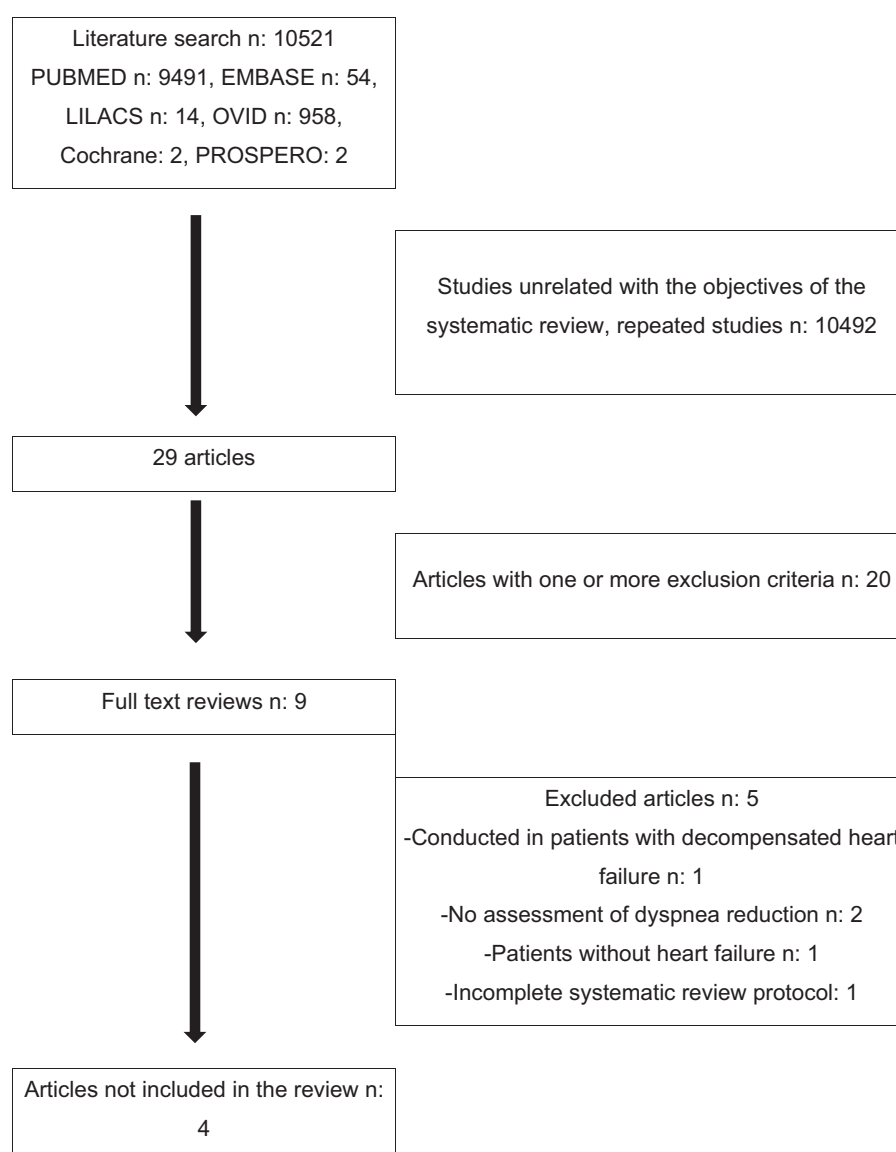 Literature search n: 10521
PUBMED n: 9491, EMBASE n: 54,
LILACS n: 14, OVID n: 958,
Cochrane: 2, PROSPERO: 2
Studies unrelated with the objectives of the
systematic review, repeated studies n: 10492
29 articles
Articles with one or more exclusion criteria n: 20
Full text reviews n: 9
Excluded articles n: 5
-Conducted in patients with decompensated heart
failure n: 1
-No assessment of dyspnea reduction n: 2
-Patients without heart failure n: 1
-Incomplete systematic review protocol: 1
Articles not included in the review n:
4